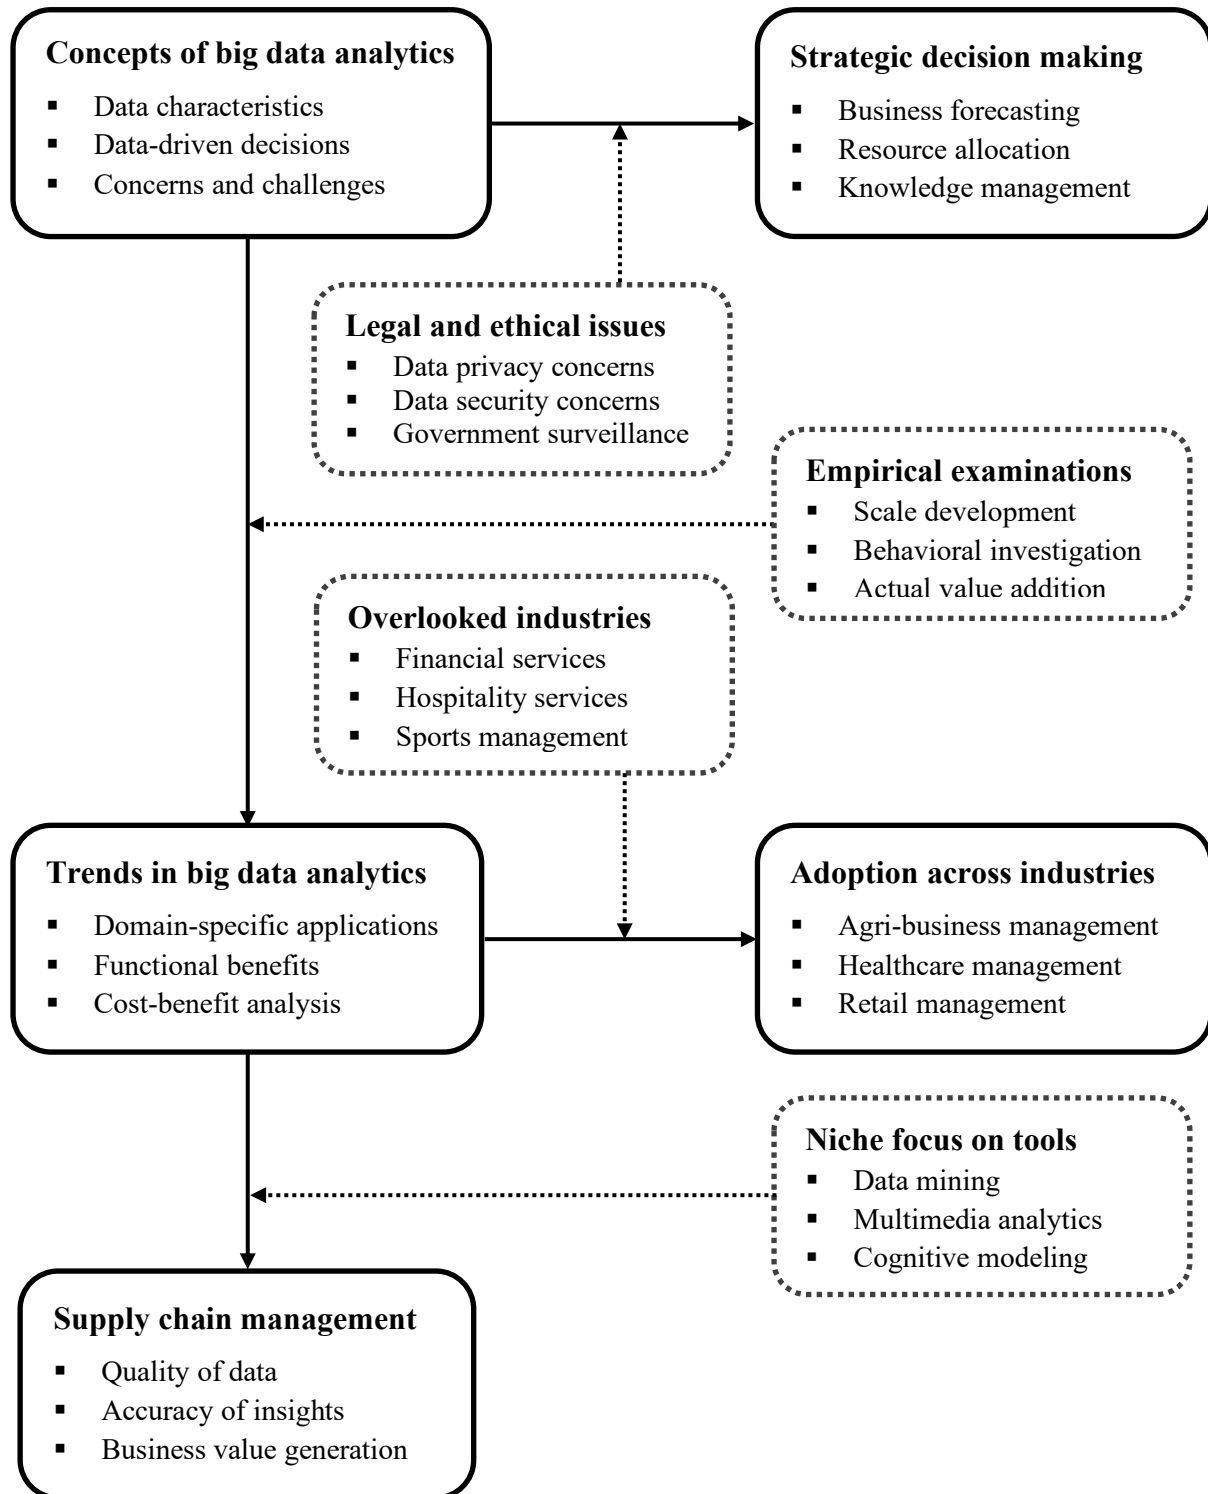 Concepts of big data analytics
▪ Data characteristics
▪ Data-driven decisions
▪ Concerns and challenges
Strategic decision making
▪ Business forecasting
▪ Resource allocation
▪ Knowledge management
Legal and ethical issues
▪ Data privacy concerns
▪ Data security concerns
▪ Government surveillance
Empirical examinations
▪ Scale development
▪ Behavioral investigation
▪ Actual value addition
Overlooked industries
▪ Financial services
▪ Hospitality services
▪ Sports management
Trends in big data analytics
▪ Domain-specific applications
▪ Functional benefits
▪ Cost-benefit analysis
Adoption across industries
▪ Agri-business management
▪ Healthcare management
▪ Retail management
Niche focus on tools
▪ Data mining
▪ Multimedia analytics
▪ Cognitive modeling
Supply chain management
▪ Quality of data
▪ Accuracy of insights
▪ Business value generation